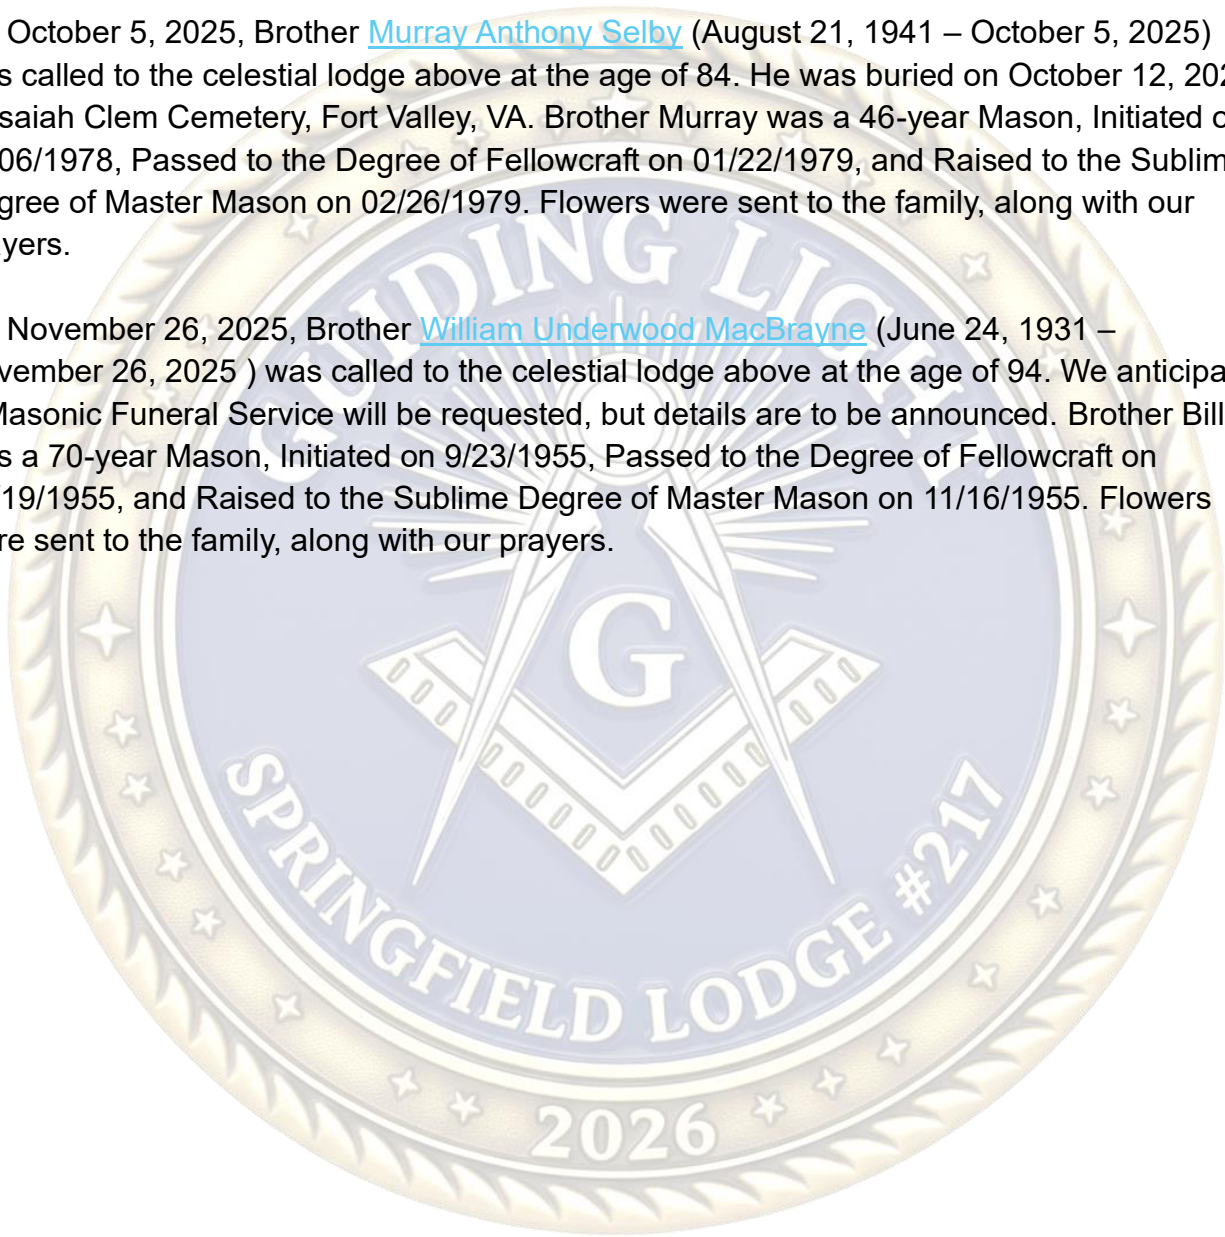 October 5, 2025, Brother Murray Anthony Selby (August 21, 1941 – October 5, 2025)
s called to the celestial lodge above at the age of 84. He was buried on October 12, 202
saiah Clem Cemetery, Fort Valley, VA. Brother Murray was a 46-year Mason, Initiated o
06/1978, Passed to the Degree of Fellowcraft on 01/22/1979, and Raised to the Sublim
gree of Master Mason on 02/26/1979. Flowers were sent to the family, along with our
yers.
November 26, 2025, Brother William Underwood MacBrayne (June 24, 1931 –
vember 26, 2025 ) was called to the celestial lodge above at the age of 94. We anticipa
Masonic Funeral Service will be requested, but details are to be announced. Brother Bill
s a 70-year Mason, Initiated on 9/23/1955, Passed to the Degree of Fellowcraft on
/19/1955, and Raised to the Sublime Degree of Master Mason on 11/16/1955. Flowers
re sent to the family, along with our prayers.
GUIDING LIGHT
G
SPRINGFIELD LODGE #217
2026